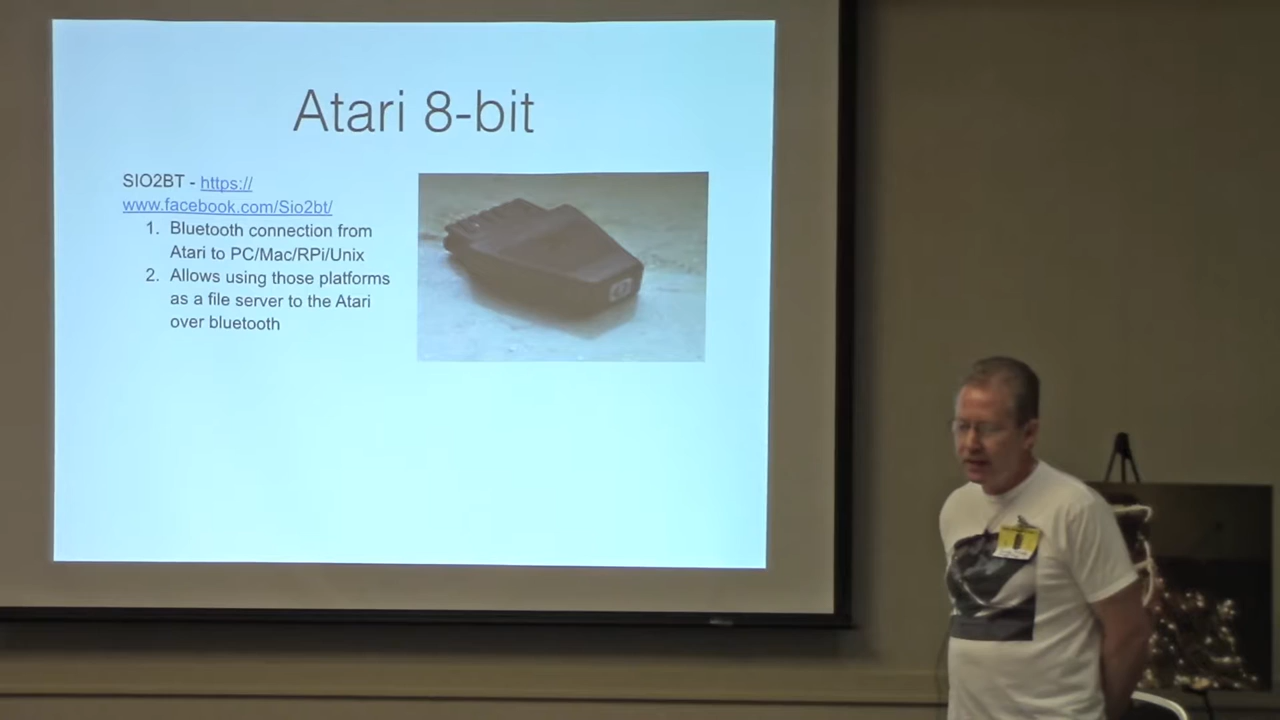 Atari 8-bit
SIO2BT - https://
www.facebook.com/Sio2bt/
1. Bluetooth connection from
Atari to PC/Mac/RPi/Unix
2. Allows using those platforms
as a file server to the Atari
over bluetooth